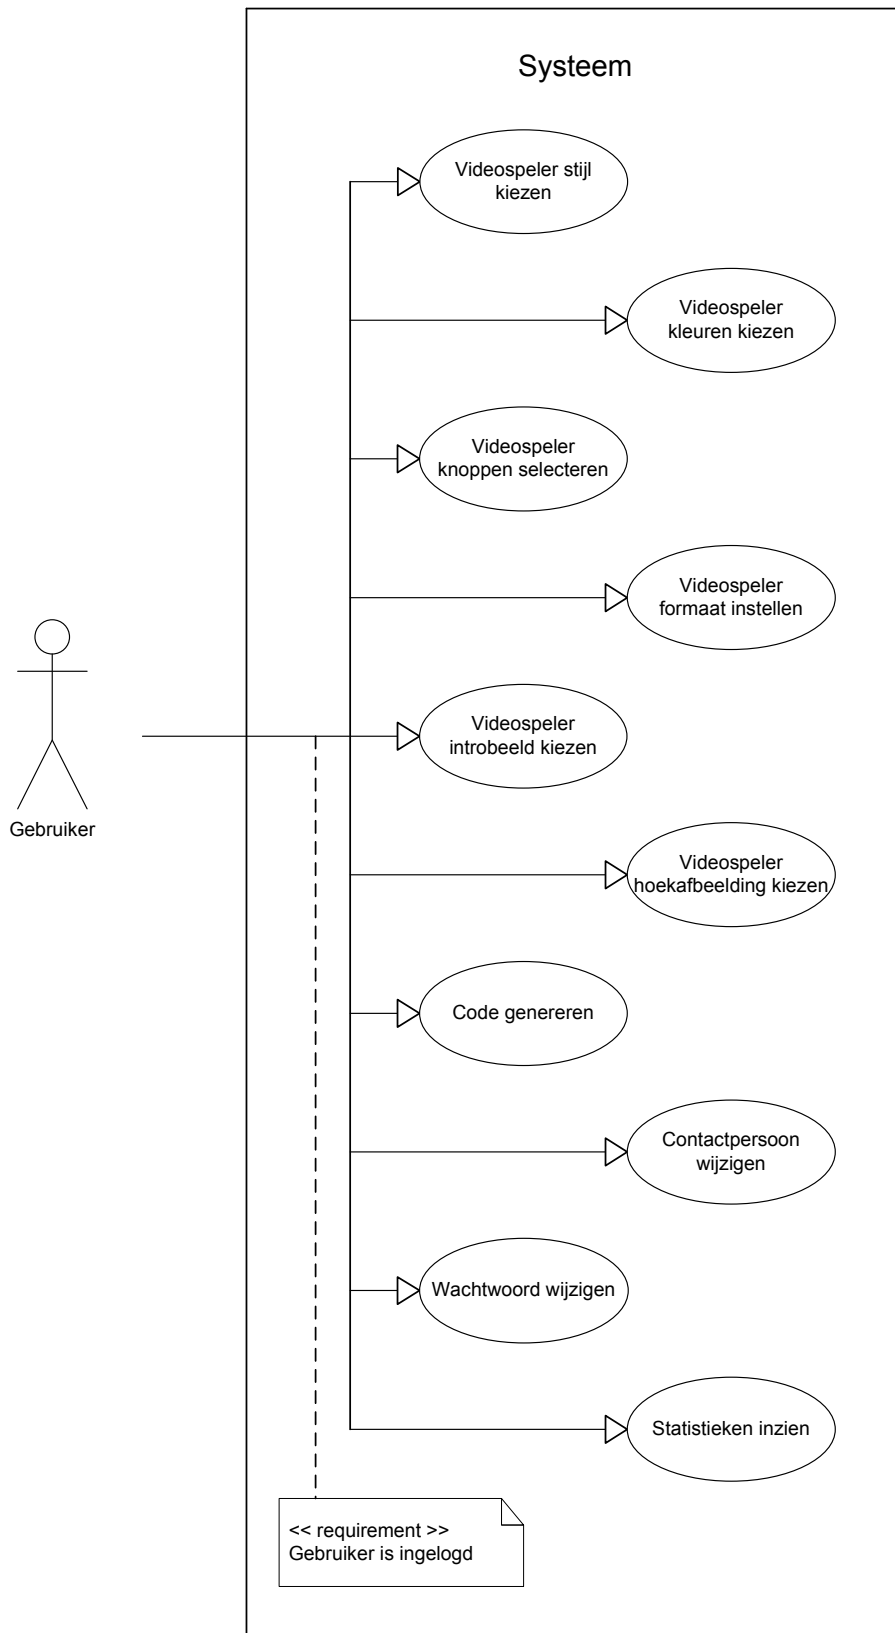 Systeem
Videospeler stijl
kiezen
Videospeler
kleuren kiezen
Videospeler
knoppen selecteren
Videospeler
formaat instellen
Videospeler
introbeeld kiezen
Gebruiker
Videospeler
hoekafbeelding kiezen
Code genereren
Contactpersoon
wijzigen
Wachtwoord wijzigen
Statistieken inzien
<< requirement >>
Gebruiker is ingelogd